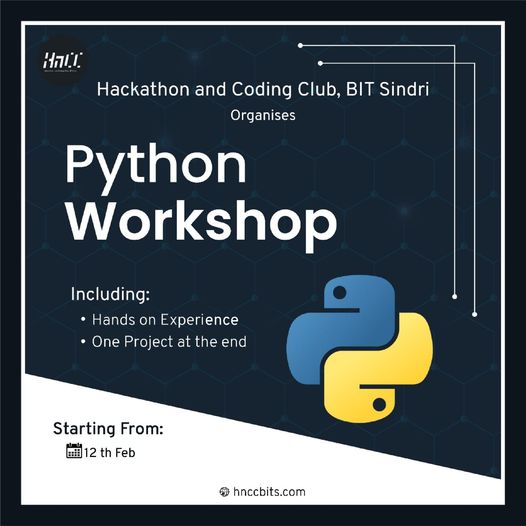 HnCC
Hackathon and Coding Club, BIT Sindri
Organises
Python
Workshop
Including:
• Hands on Experience
• One Project at the end
Starting From:
12 th Feb
hnccbits.com